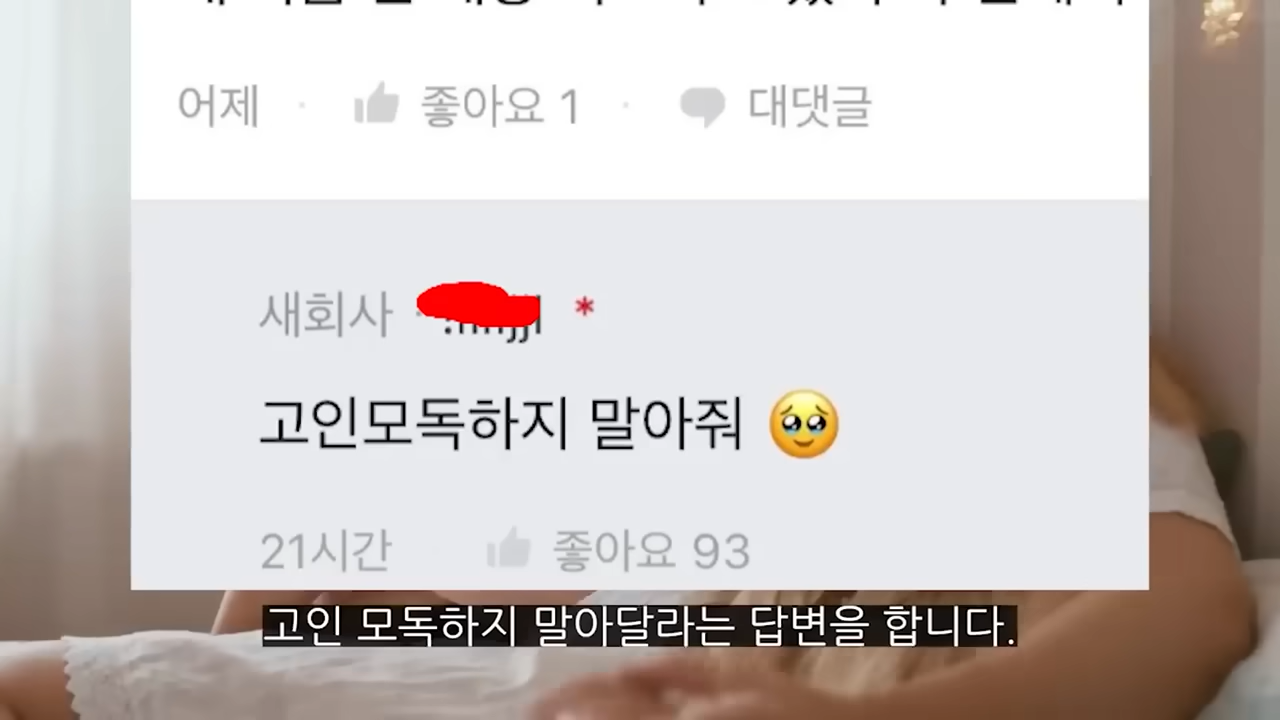 어제 · 좋아요 1 · 대댓글
새회사 · *
고인모독하지 말아줘 🥹
21시간 좋아요 93
고인 모독하지 말아달라는 답변을 합니다.